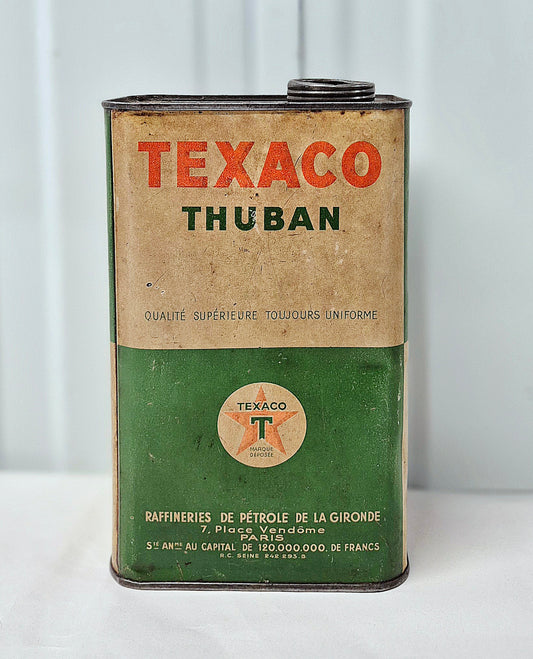 TEXACO
THUBAN
QUALITÉ SUPÉRIEURE TOUJOURS UNIFORME
TEXACO
T
MARQUE
DÉPOSÉE
RAFFINERIES DE PÉTROLE DE LA GIRONDE
7, Place Vendôme
PARIS
Sté ANme AU CAPITAL DE 120.000.000. DE FRANCS
R.C. SEINE 242 293.B